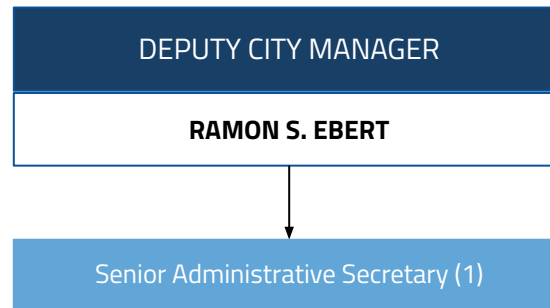 DEPUTY CITY MANAGER
RAMON S. EBERT
Senior Administrative Secretary (1)